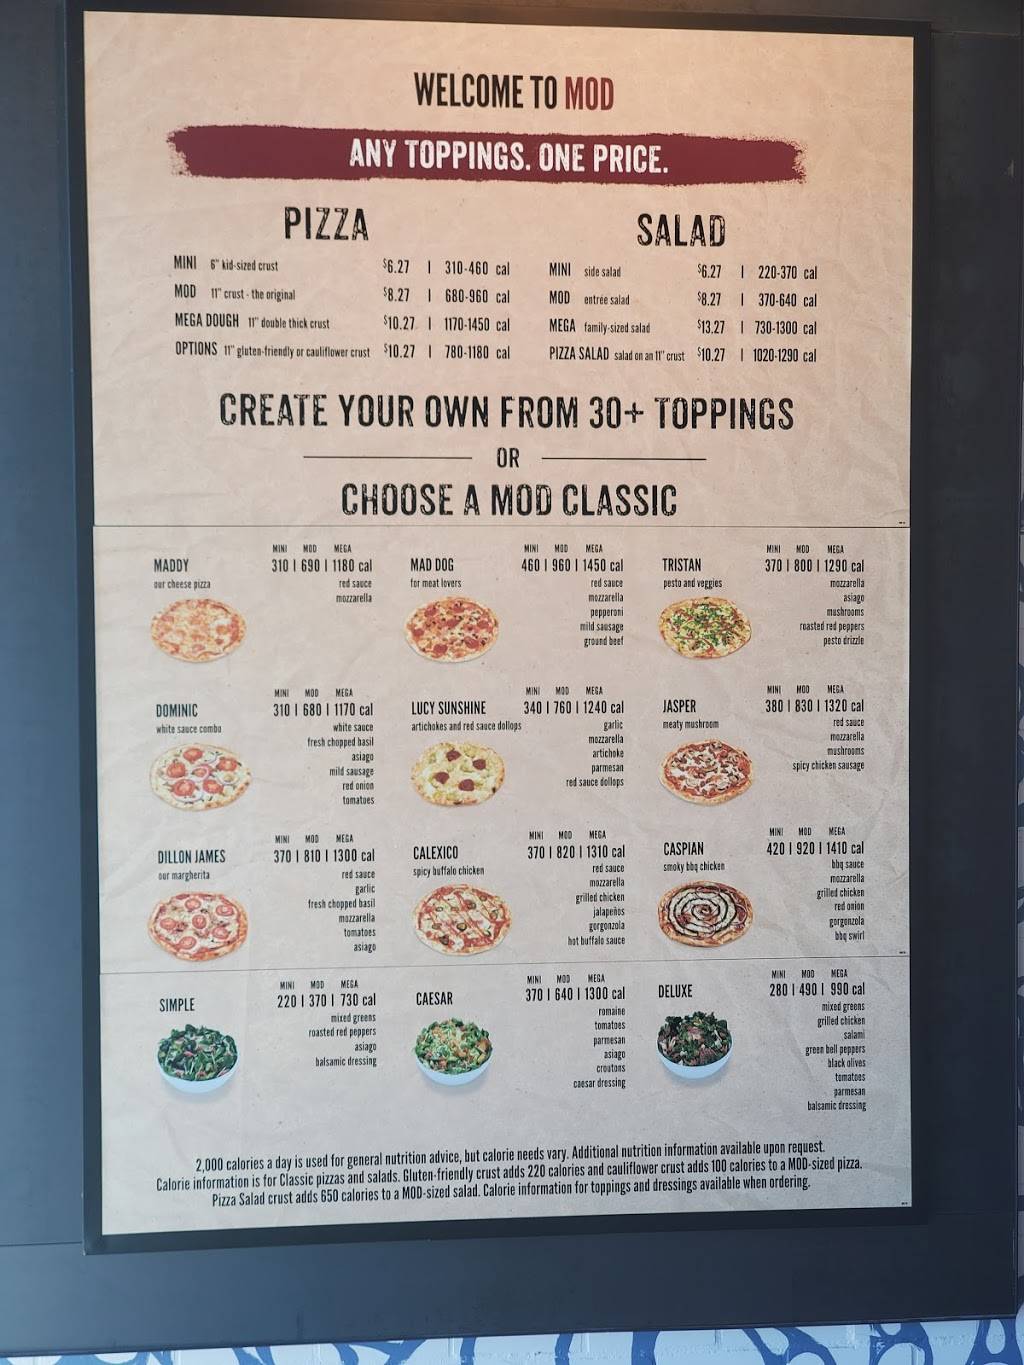 WELCOME TO MOD
ANY TOPPINGS. ONE PRICE.
PIZZA
MINI 6" kid-sized crust $6.27 | 310-460 cal
MOD 11" crust - the original $8.27 | 680-960 cal
MEGA DOUGH 11" double thick crust $10.27 | 1170-1450 cal
OPTIONS 11" gluten-friendly or cauliflower crust $10.27 | 780-1180 cal
SALAD
MINI side salad $6.27 | 220-370 cal
MOD entrée salad $8.27 | 370-640 cal
MEGA family-sized salad $13.27 | 730-1300 cal
PIZZA SALAD salad on an 11" crust $10.27 | 1020-1290 cal
CREATE YOUR OWN FROM 30+ TOPPINGS
OR
CHOOSE A MOD CLASSIC
MINI MOD MEGA
MADDY 310 | 690 | 1180 cal
our cheese pizza red sauce
mozzarella
MINI MOD MEGA
MAD DOG 460 | 960 | 1450 cal
for meat lovers red sauce
mozzarella
pepperoni
mild sausage
ground beef
MINI MOD MEGA
TRISTAN 370 | 800 | 1290 cal
pesto and veggies mozzarella
asiago
mushrooms
roasted red peppers
pesto drizzle
MINI MOD MEGA
DOMINIC 310 | 680 | 1170 cal
white sauce combo white sauce
fresh chopped basil
asiago
mild sausage
red onion
tomatoes
MINI MOD MEGA
LUCY SUNSHINE 340 | 760 | 1240 cal
artichokes and red sauce dollops garlic
mozzarella
artichoke
parmesan
red sauce dollops
MINI MOD MEGA
JASPER 380 | 830 | 1320 cal
meaty mushroom red sauce
mozzarella
mushrooms
spicy chicken sausage
MINI MOD MEGA
DILLON JAMES 370 | 810 | 1300 cal
our margherita red sauce
garlic
fresh chopped basil
mozzarella
tomatoes
asiago
MINI MOD MEGA
CALEXICO 370 | 820 | 1310 cal
spicy buffalo chicken red sauce
mozzarella
grilled chicken
jalapeños
gorgonzola
hot buffalo sauce
MINI MOD MEGA
CASPIAN 420 | 920 | 1410 cal
smoky bbq chicken bbq sauce
mozzarella
grilled chicken
red onion
gorgonzola
bbq swirl
MINI MOD MEGA
SIMPLE 220 | 370 | 730 cal
mixed greens
roasted red peppers
asiago
balsamic dressing
MINI MOD MEGA
CAESAR 370 | 640 | 1300 cal
romaine
tomatoes
parmesan
asiago
croutons
caesar dressing
MINI MOD MEGA
DELUXE 280 | 490 | 990 cal
mixed greens
grilled chicken
salami
green bell peppers
black olives
tomatoes
parmesan
balsamic dressing
2,000 calories a day is used for general nutrition advice, but calorie needs vary. Additional nutrition information available upon request.
Calorie information is for Classic pizzas and salads. Gluten-friendly crust adds 220 calories and cauliflower crust adds 100 calories to a MOD-sized pizza.
Pizza Salad crust adds 650 calories to a MOD-sized salad. Calorie information for toppings and dressings available when ordering.